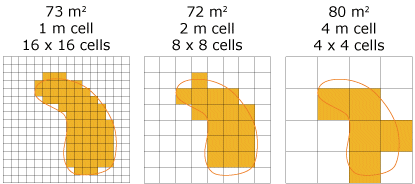 73 m²
1 m cell
16 x 16 cells
72 m²
2 m cell
8 x 8 cells
80 m²
4 m cell
4 x 4 cells